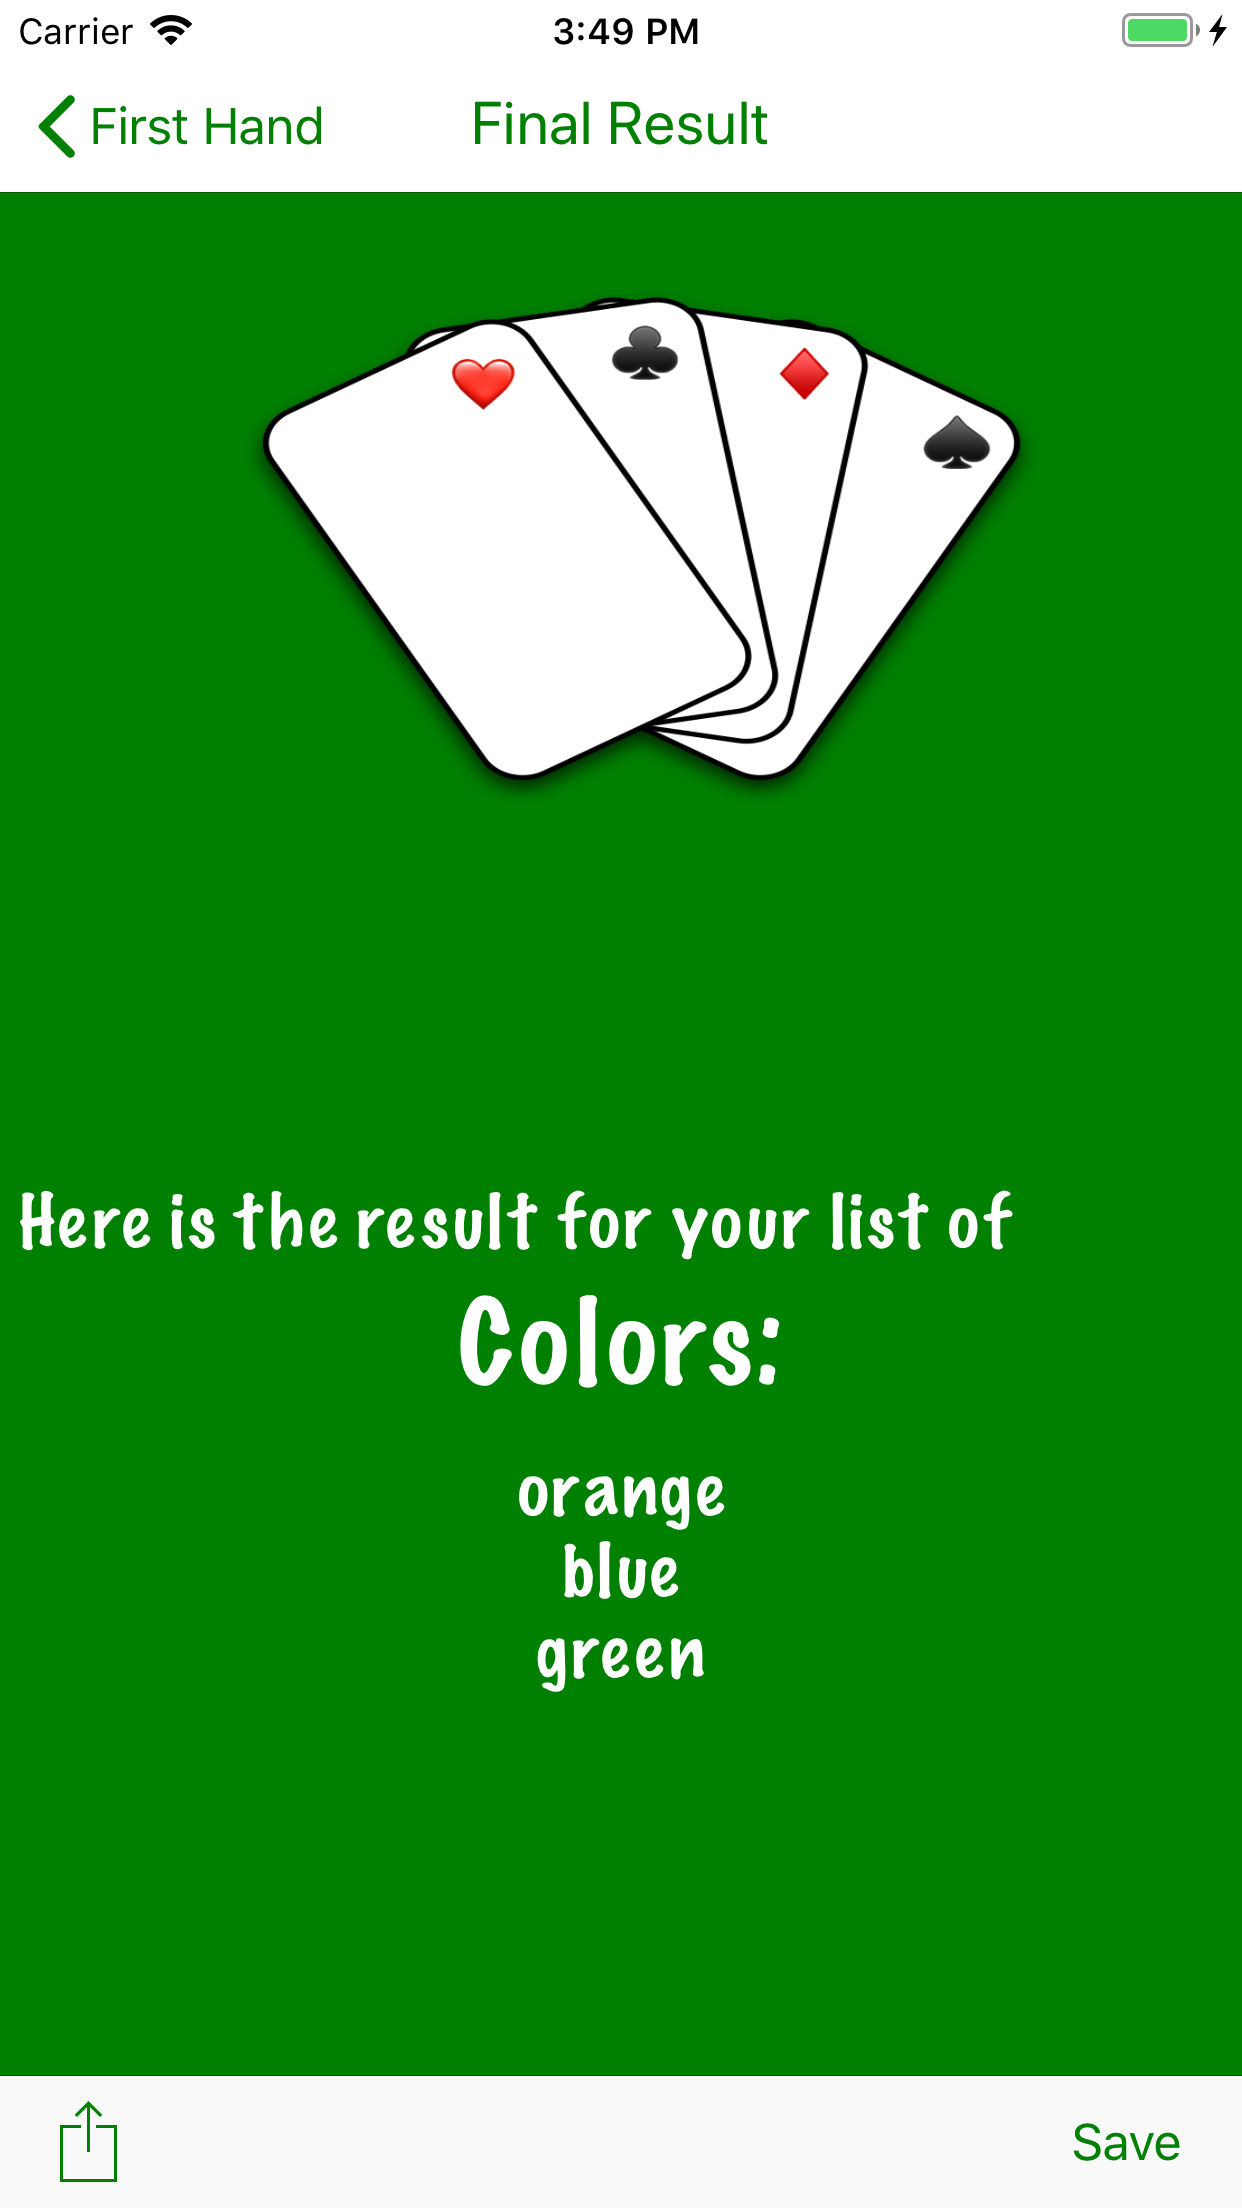 Carrier 3:49 PM
First Hand Final Result
Here is the result for your list of
Colors:
orange
blue
green
Save